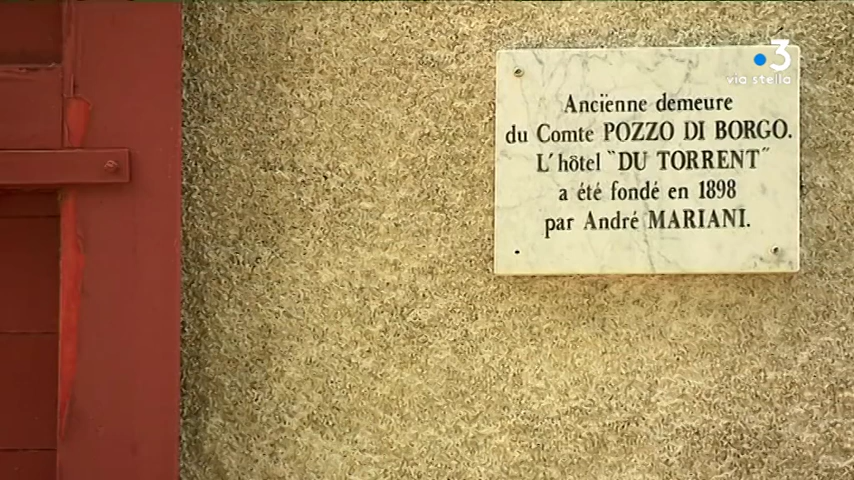 3
via stella
Ancienne demeure
du Comte POZZO DI BORGO.
L'hôtel "DU TORRENT"
a été fondé en 1898
par André MARIANI.